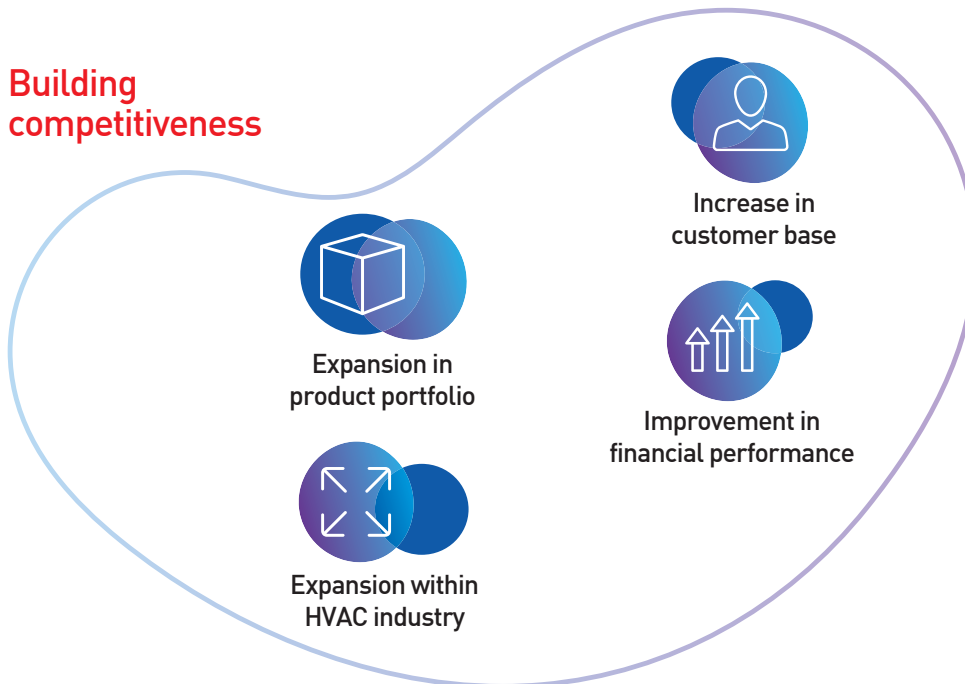 Building
competitiveness
Increase in
customer base
Expansion in
product portfolio
Improvement in
financial performance
Expansion within
HVAC industry